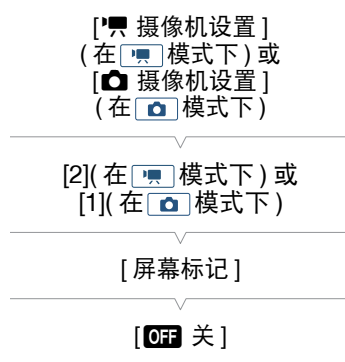 [ 摄像机设置 ]
( 在 模式下 ) 或
[ 摄像机设置 ]
( 在 模式下 )
[2]( 在 模式下 ) 或
[1]( 在 模式下 )
[ 屏幕标记 ]
[ OFF 关 ]